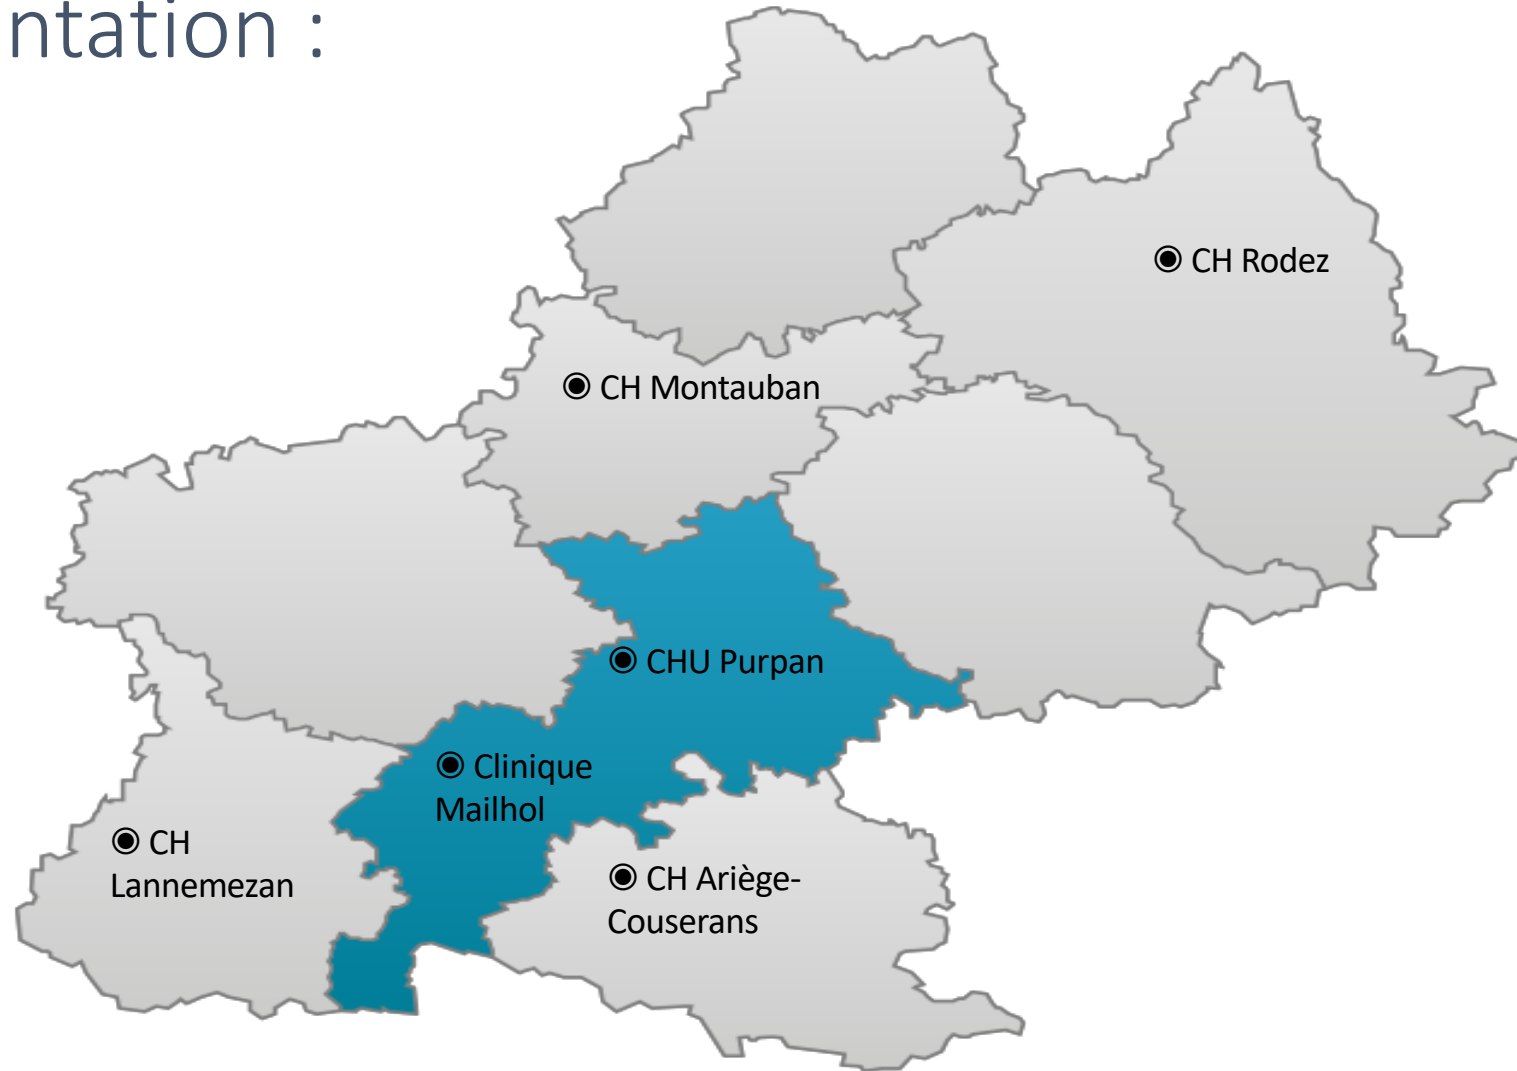 ntation :
◉ CH Rodez
◉ CH Montauban
◉ CHU Purpan
◉ Clinique
Mailhol
◉ CH
Lannemezan
◉ CH Ariège-
Couserans